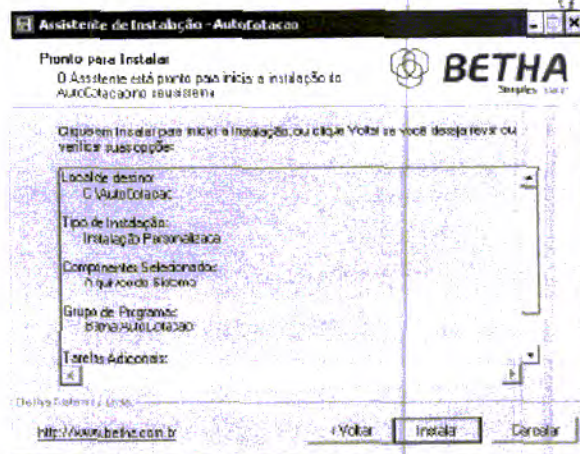 Assistente de Instalação - AutoCotacao
Pronto para Instalar
O Assistente está pronto para iniciar a instalação do
AutoCotacao no seu sistema
BETHA
Clique em Instalar para iniciar a instalação, ou clique Voltar se você deseja revisar ou
verificar suas opções
Local de destino:
C:\AutoCotacao
Tipo de Instalação:
Instalação Personalizada
Componentes Selecionados:
Arquivos do Sistema
Grupo de Programas:
Betha AutoCotacao
Tarefas Adicionais:
Betha Sistemas Ltda.
http://www.betha.com.br
< Voltar
Instalar
Cancelar